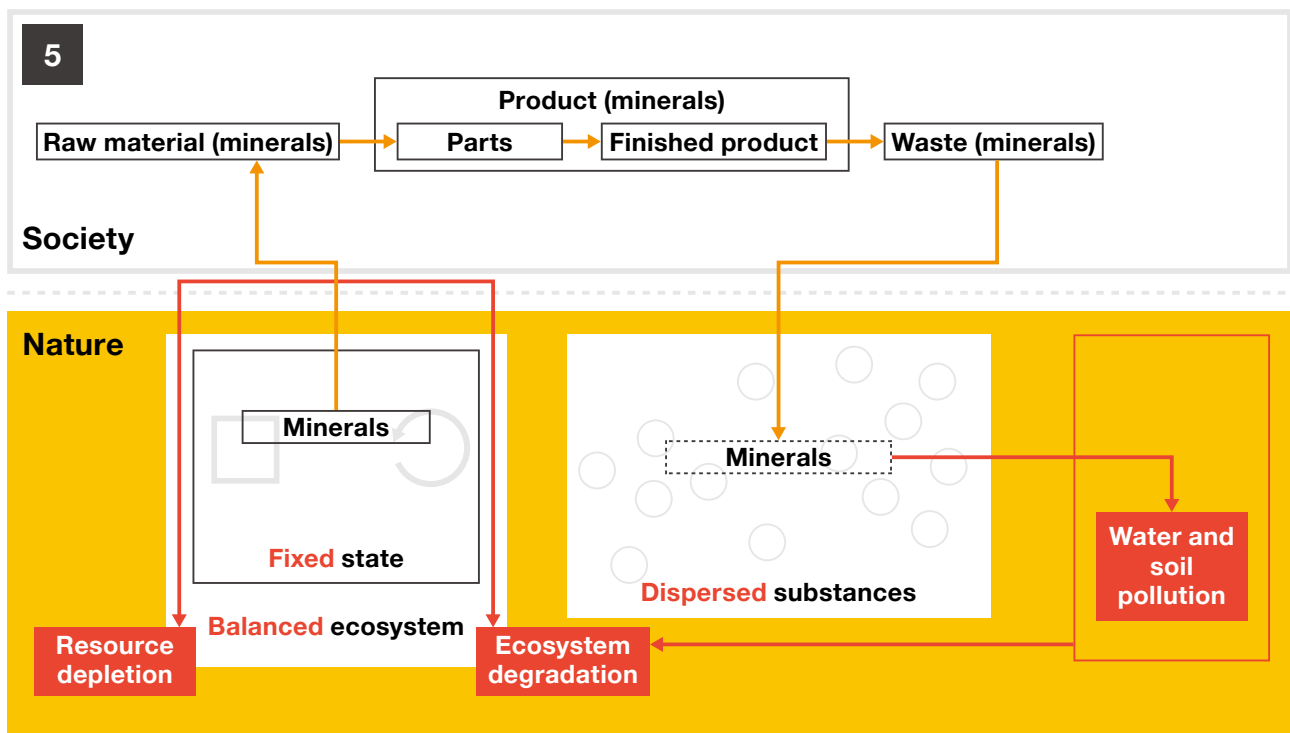 5
Product (minerals)
Raw material (minerals)
Parts
Finished product
Waste (minerals)
Society
Nature
Minerals
Fixed state
Balanced ecosystem
Minerals
Dispersed substances
Water and
soil
pollution
Resource
depletion
Ecosystem
degradation